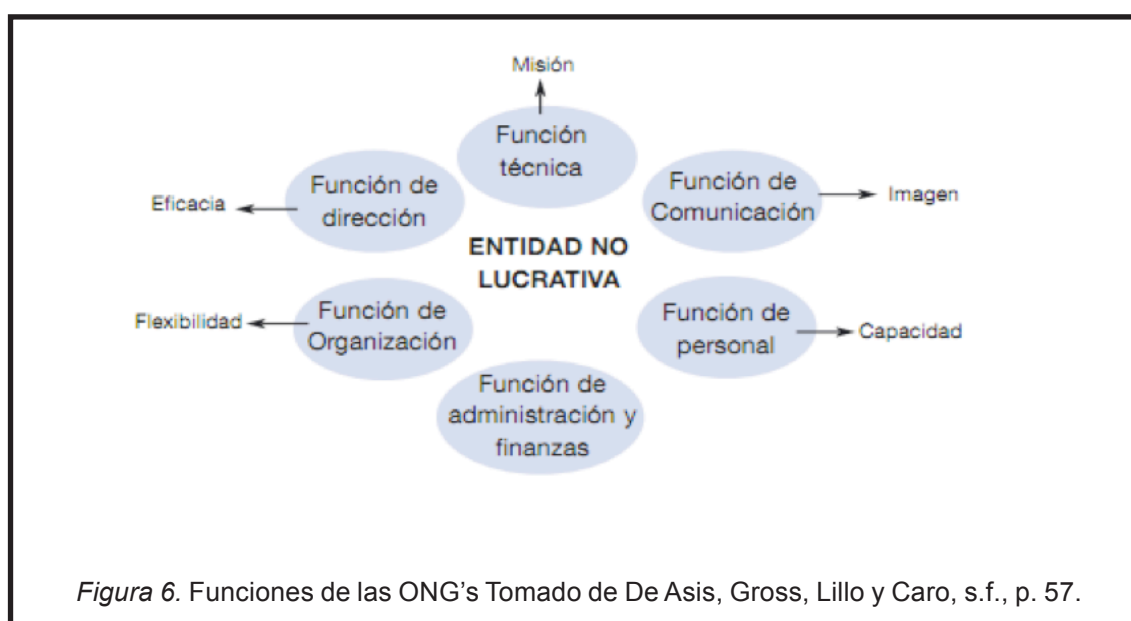 Misión
Función
técnica
Función de
dirección
Eficacia
Función de
Comunicación
Imagen
ENTIDAD NO
LUCRATIVA
Función de
Organización
Flexibilidad
Función de
personal
Capacidad
Función de
administración y
finanzas
Figura 6. Funciones de las ONG’s Tomado de De Asis, Gross, Lillo y Caro, s.f., p. 57.